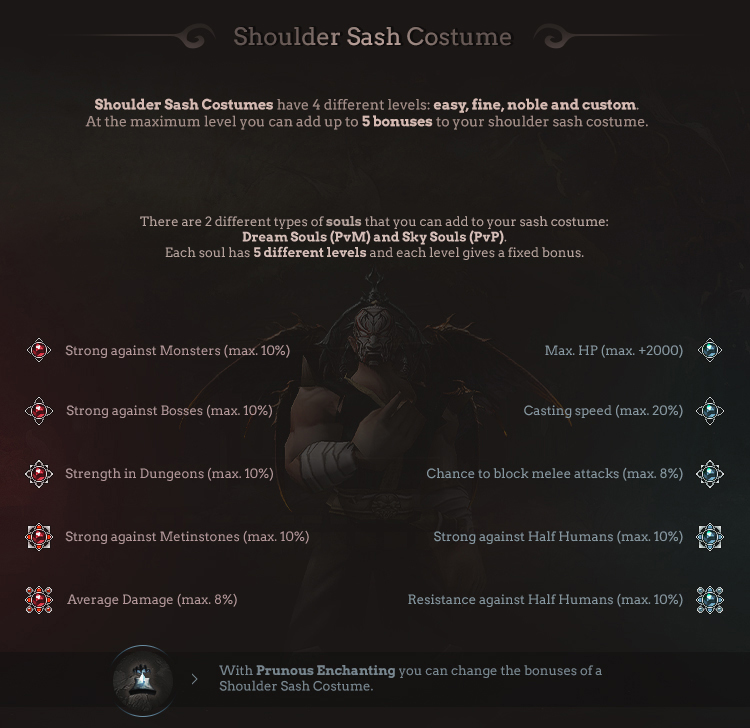 Shoulder Sash Costume
Shoulder Sash Costumes have 4 different levels: easy, fine, noble and custom.
At the maximum level you can add up to 5 bonuses to your shoulder sash costume.
There are 2 different types of souls that you can add to your sash costume:
Dream Souls (PvM) and Sky Souls (PvP).
Each soul has 5 different levels and each level gives a fixed bonus.
Strong against Monsters (max. 10%)
Max. HP (max. +2000)
Strong against Bosses (max. 10%)
Casting speed (max. 20%)
Strength in Dungeons (max. 10%)
Chance to block melee attacks (max. 8%)
Strong against Metinstones (max. 10%)
Strong against Half Humans (max. 10%)
Average Damage (max. 8%)
Resistance against Half Humans (max. 10%)
With Prunous Enchanting you can change the bonuses of a
Shoulder Sash Costume.